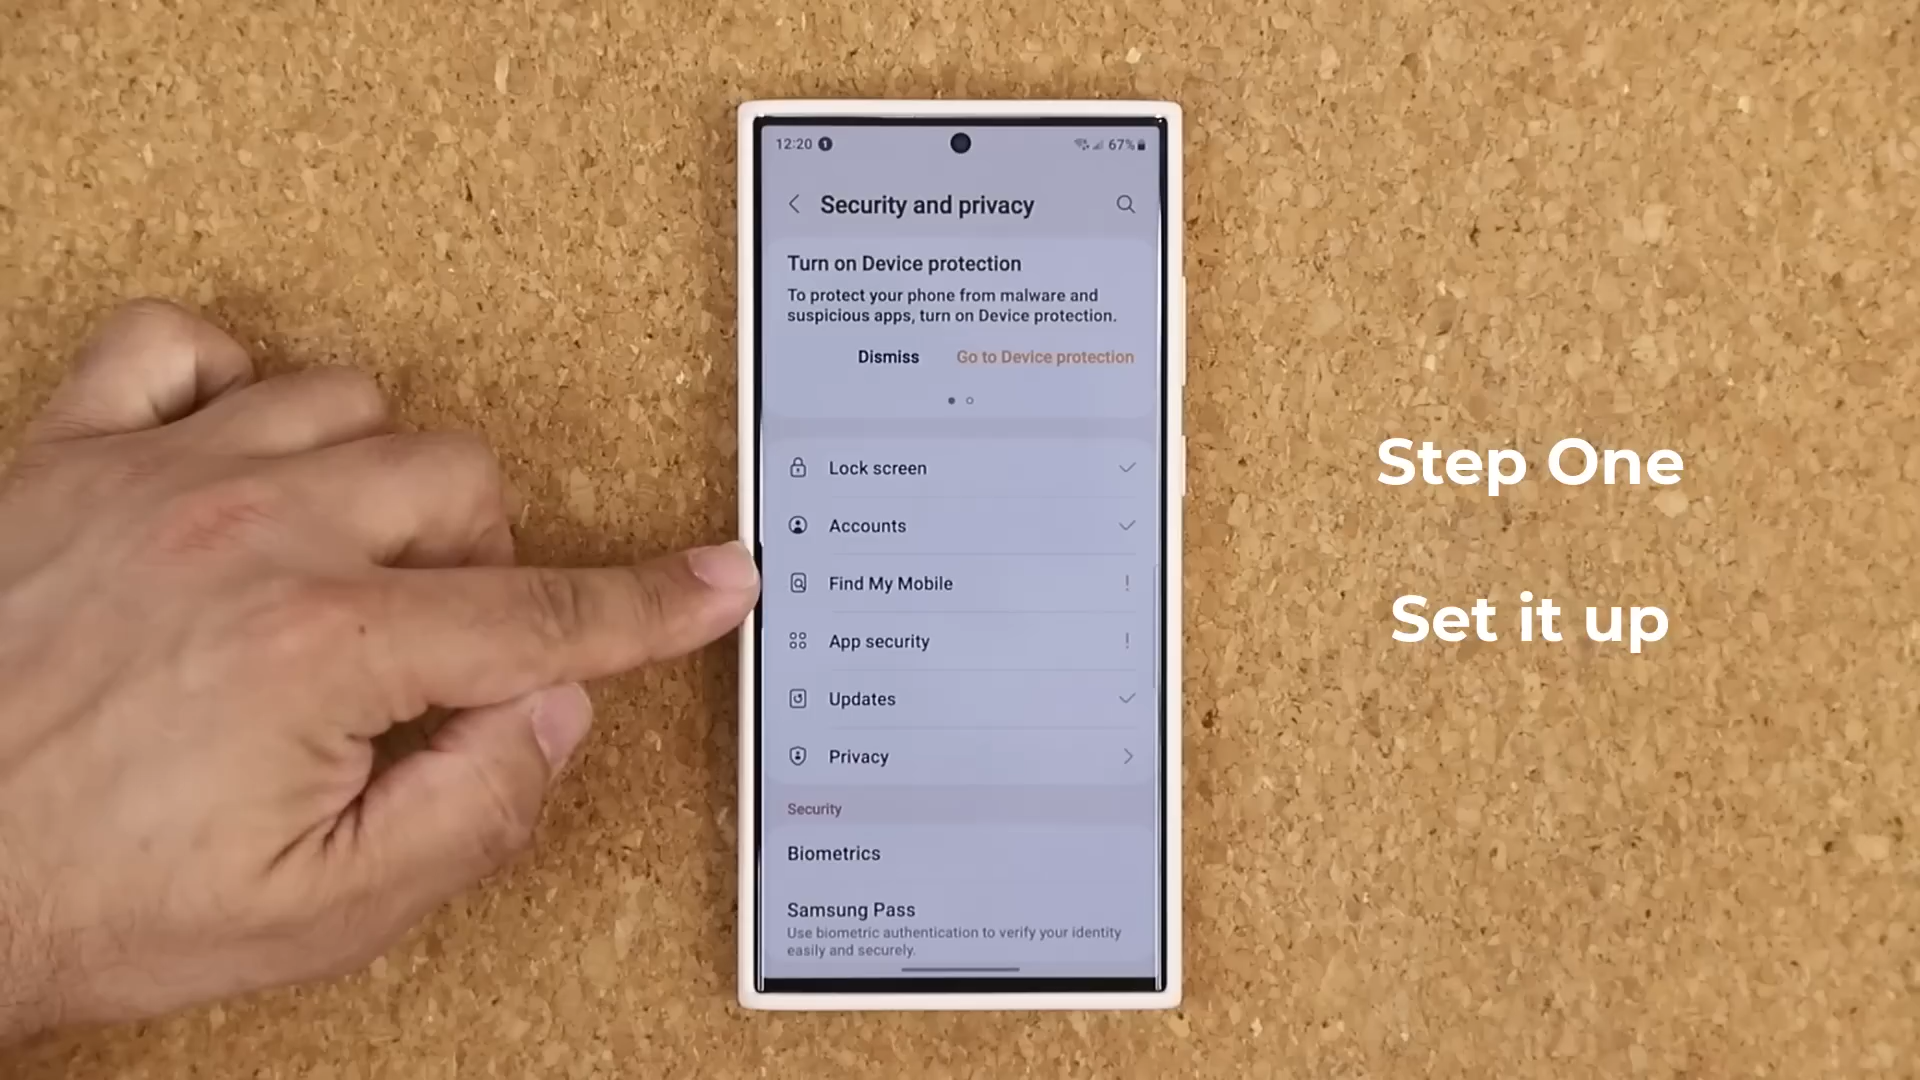 12:20 1 67%
Security and privacy
Turn on Device protection
To protect your phone from malware and
suspicious apps, turn on Device protection.
Dismiss Go to Device protection
Lock screen
Accounts
Find My Mobile !
App security !
Updates
Privacy
Security
Biometrics
Samsung Pass
Use biometric authentication to verify your identity
easily and securely.
Step One
Set it up